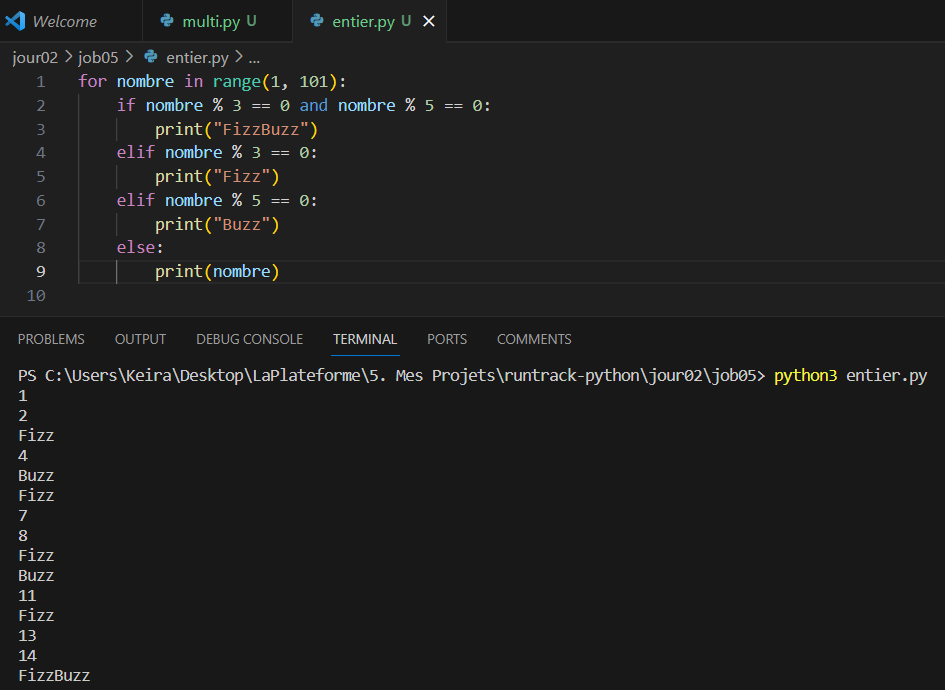 Welcome multi.py U entier.py U
jour02 > job05 > entier.py > ...
1 for nombre in range(1, 101):
2     if nombre % 3 == 0 and nombre % 5 == 0:
3         print("FizzBuzz")
4     elif nombre % 3 == 0:
5         print("Fizz")
6     elif nombre % 5 == 0:
7         print("Buzz")
8     else:
9         print(nombre)
10
PROBLEMS OUTPUT DEBUG CONSOLE TERMINAL PORTS COMMENTS
PS C:\Users\Keira\Desktop\LaPlateforme\5. Mes Projets\runtrack-python\jour02\job05> python3 entier.py
1
2
Fizz
4
Buzz
Fizz
7
8
Fizz
Buzz
11
Fizz
13
14
FizzBuzz